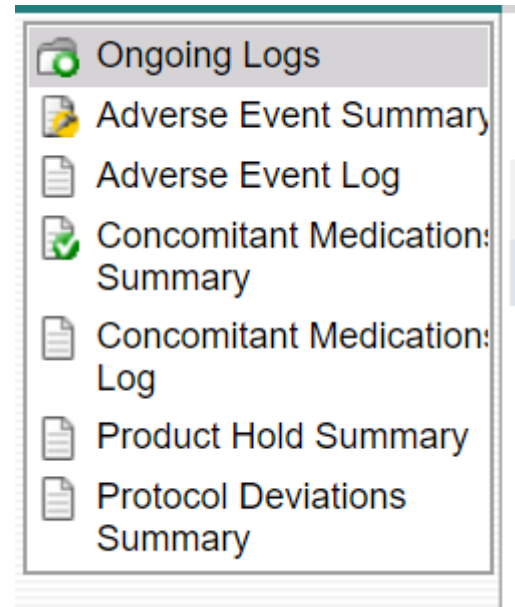 Ongoing Logs
Adverse Event Summary
Adverse Event Log
Concomitant Medications
Summary
Concomitant Medications
Log
Product Hold Summary
Protocol Deviations
Summary